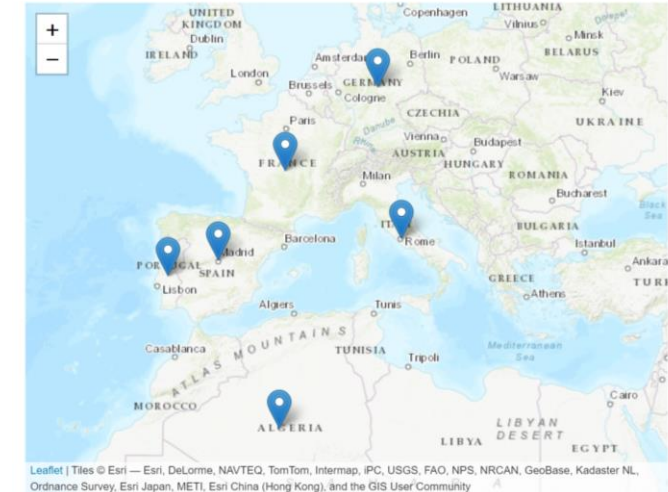 +
−
UNITED
KINGDOM
Dublin
IRELAND
London
Copenhagen
LITHUANIA
Vilnius
Minsk
BELARUS
Dnieper
Amsterdam
Berlin
POLAND
Warsaw
Brussels
GERMANY
Cologne
Kiev
UKRAINE
Paris
CZECHIA
Danube
Rhine
Vienna
AUSTRIA
Budapest
HUNGARY
FRANCE
Milan
ROMANIA
Bucharest
Black
Sea
BULGARIA
ITALY
Rome
Barcelona
Madrid
PORTUGAL
SPAIN
Lisbon
Istanbul
Ankara
GREECE
Athens
Algiers
Tunis
Casablanca
ATLAS MOUNTAINS
TUNISIA
Tripoli
Mediterranean
Sea
Cairo
MOROCCO
ALGERIA
LIBYA
LIBYAN
DESERT
EGYPT
Leaflet | Tiles © Esri — Esri, DeLorme, NAVTEQ, TomTom, Intermap, iPC, USGS, FAO, NPS, NRCAN, GeoBase, Kadaster NL,
Ordnance Survey, Esri Japan, METI, Esri China (Hong Kong), and the GIS User Community